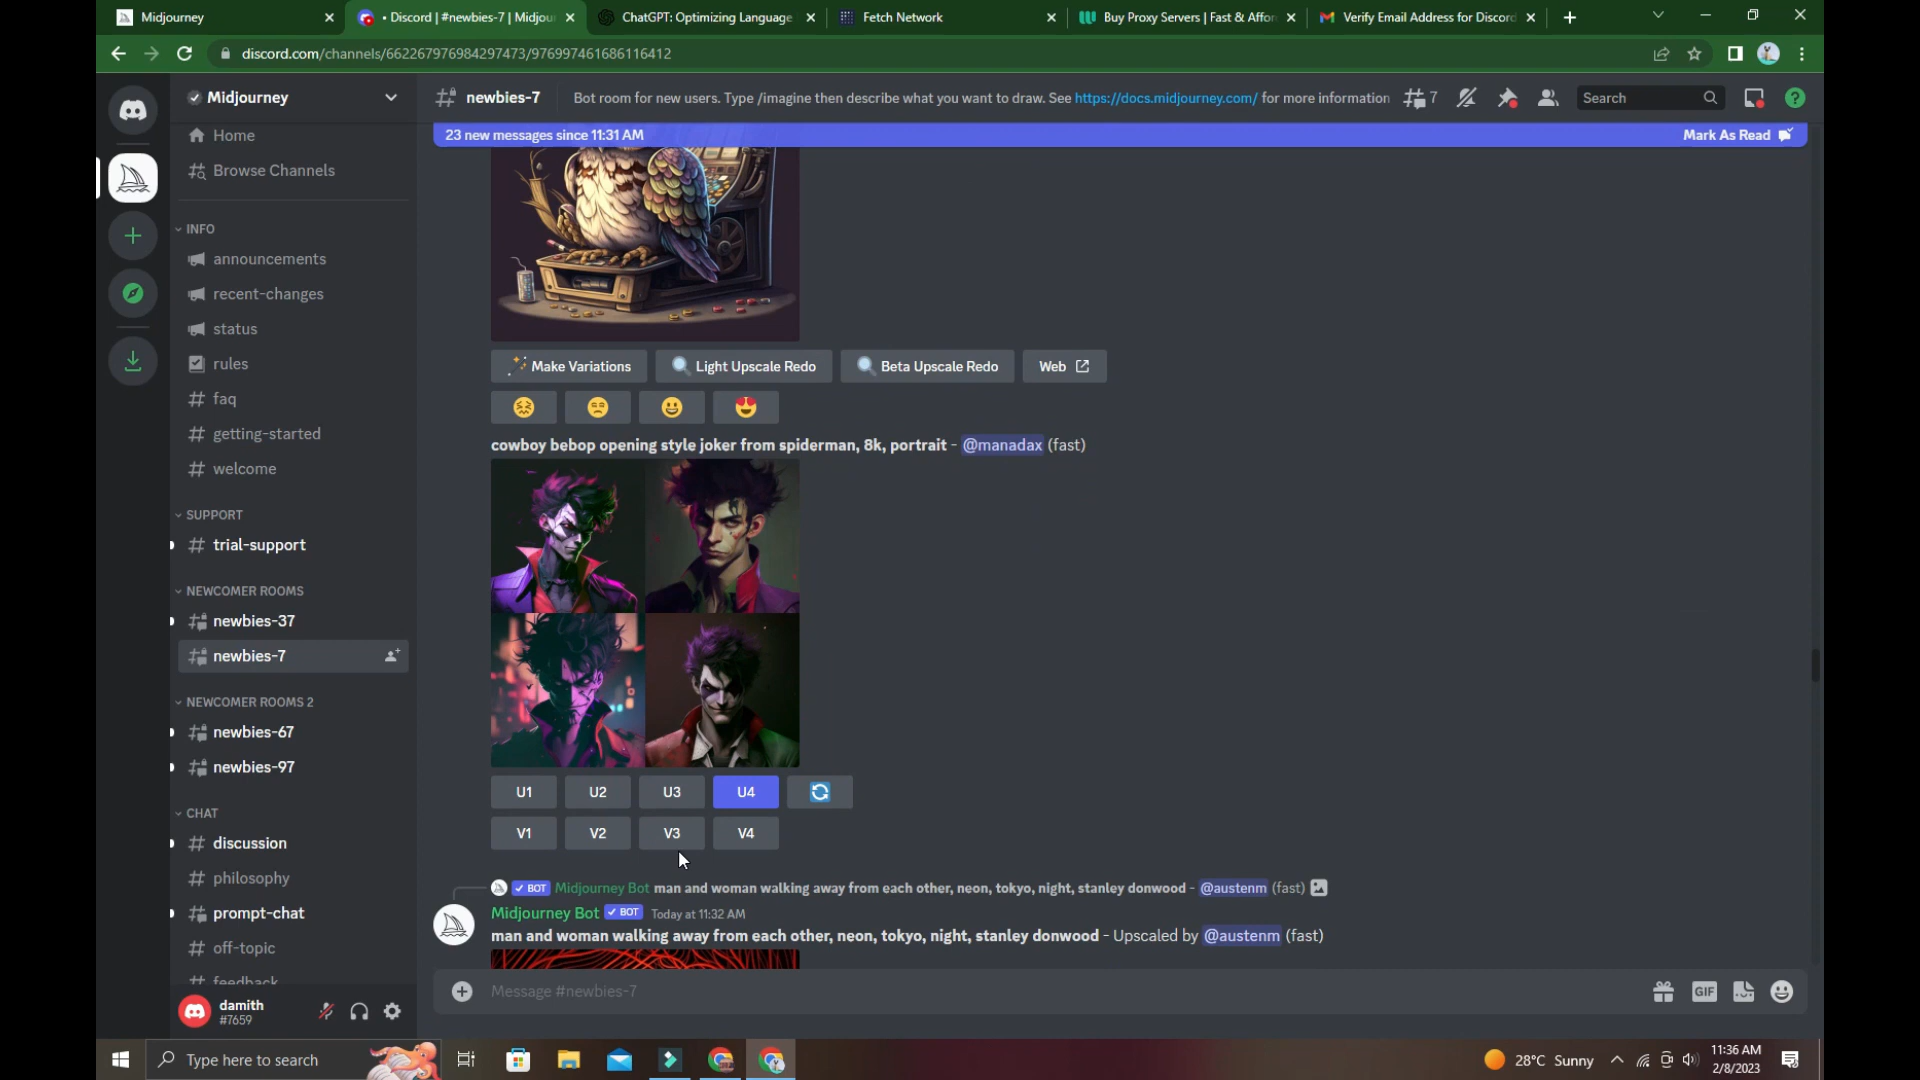 Midjourney
• Discord | #newbies-7 | Midjou
ChatGPT: Optimizing Language
Fetch Network
Buy Proxy Servers | Fast & Affor
Verify Email Address for Discord
discord.com/channels/662267976984297473/976997461686116412
Midjourney
newbies-7
Bot room for new users. Type /imagine then describe what you want to draw. See https://docs.midjourney.com/ for more information
7
Search
23 new messages since 11:31 AM
Mark As Read
Home
Browse Channels
INFO
announcements
recent-changes
status
rules
faq
getting-started
welcome
SUPPORT
trial-support
NEWCOMER ROOMS
newbies-37
newbies-7
NEWCOMER ROOMS 2
newbies-67
newbies-97
CHAT
discussion
philosophy
prompt-chat
off-topic
feedback
damith
#7659
Make Variations
Light Upscale Redo
Beta Upscale Redo
Web
cowboy bebop opening style joker from spiderman, 8k, portrait - @manadax (fast)
U1 U2 U3 U4
V1 V2 V3 V4
BOT Midjourney Bot man and woman walking away from each other, neon, tokyo, night, stanley donwood - @austenm (fast)
Midjourney Bot BOT Today at 11:32 AM
man and woman walking away from each other, neon, tokyo, night, stanley donwood - Upscaled by @austenm (fast)
Message #newbies-7
GIF
Type here to search
28°C Sunny
11:36 AM
2/8/2023